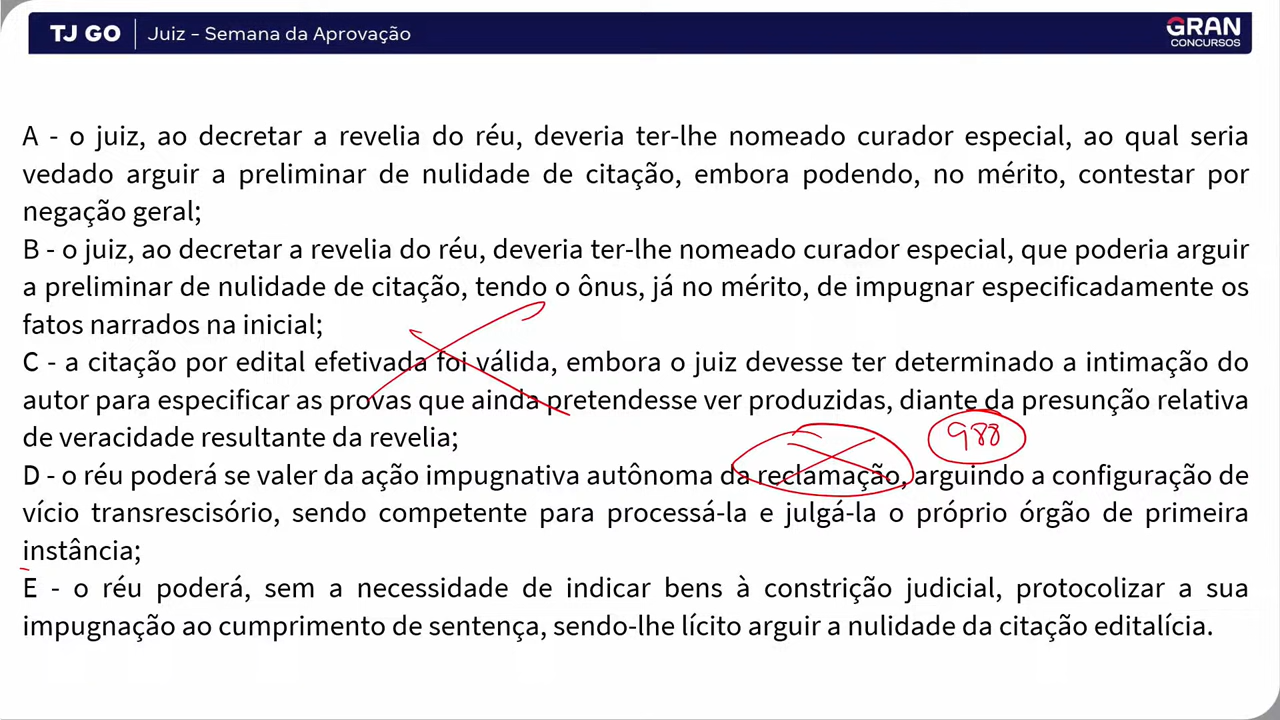 TJ GO
Juiz – Semana da Aprovação
GRAN
CONCURSOS
A - o juiz, ao decretar a revelia do réu, deveria ter-lhe nomeado curador especial, ao qual seria
vedado arguir a preliminar de nulidade de citação, embora podendo, no mérito, contestar por
negação geral;
B - o juiz, ao decretar a revelia do réu, deveria ter-lhe nomeado curador especial, que poderia arguir
a preliminar de nulidade de citação, tendo o ônus, já no mérito, de impugnar especificadamente os
fatos narrados na inicial;
C - a citação por edital efetivada foi válida, embora o juiz devesse ter determinado a intimação do
autor para especificar as provas que ainda pretendesse ver produzidas, diante da presunção relativa
de veracidade resultante da revelia;
988
D - o réu poderá se valer da ação impugnativa autônoma da reclamação, arguindo a configuração de
vício transrescisório, sendo competente para processá-la e julgá-la o próprio órgão de primeira
instância;
E - o réu poderá, sem a necessidade de indicar bens à constrição judicial, protocolizar a sua
impugnação ao cumprimento de sentença, sendo-lhe lícito arguir a nulidade da citação editalícia.